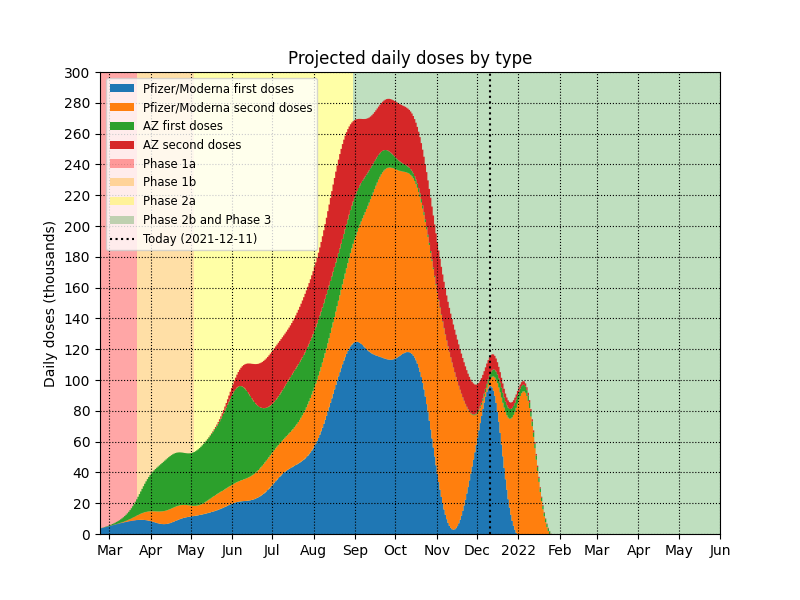 Projected daily doses by type
Daily doses (thousands)
300
280
260
240
220
200
180
160
140
120
100
80
60
40
20
0
Pfizer/Moderna first doses
Pfizer/Moderna second doses
AZ first doses
AZ second doses
Phase 1a
Phase 1b
Phase 2a
Phase 2b and Phase 3
Today (2021-12-11)
Mar Apr May Jun Jul Aug Sep Oct Nov Dec 2022 Feb Mar Apr May Jun